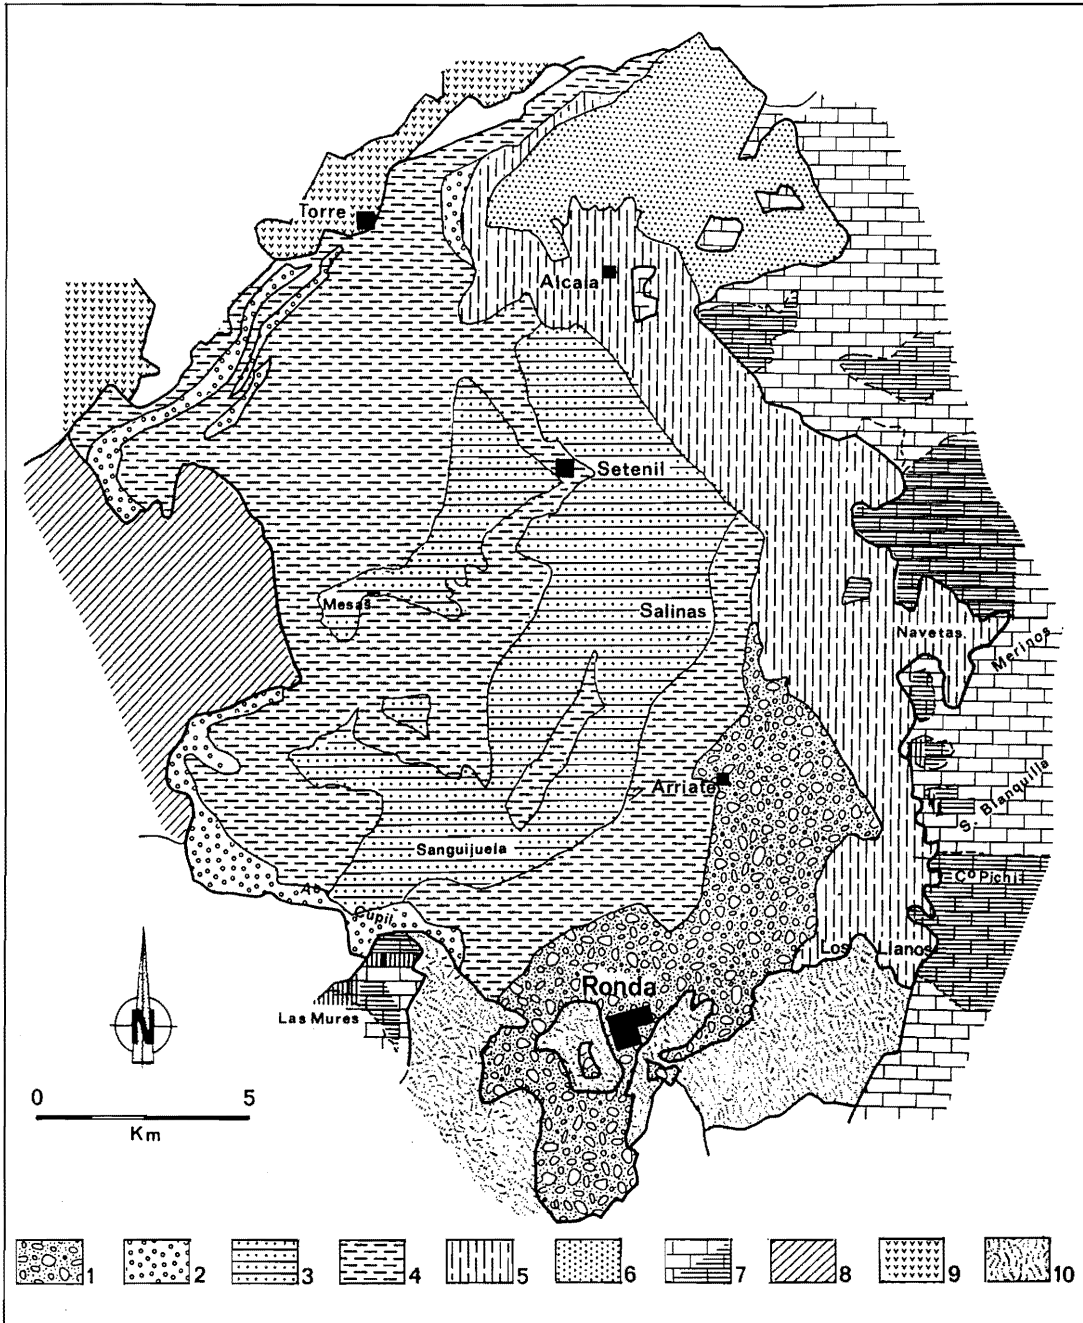 Torre
Alcala
Setenil
Mesas
Salinas
Navetas
Merinos
Arriate
S. Blanquilla
Sanguijuela
Cº Pichi
Aº
Cupil
Los Llanos
Ronda
Las Mures
N
0 5
Km
1 2 3 4 5 6 7 8 9 10